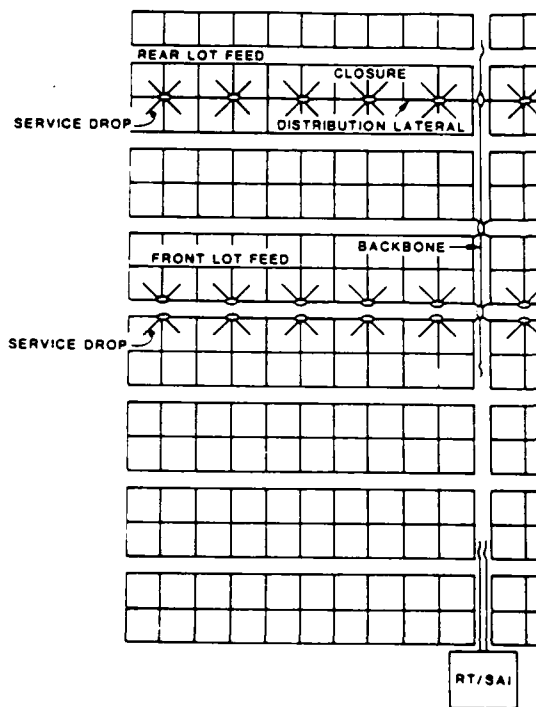 REAR LOT FEED
CLOSURE
SERVICE DROP
DISTRIBUTION LATERAL
BACKBONE
FRONT LOT FEED
SERVICE DROP
RT/SAI